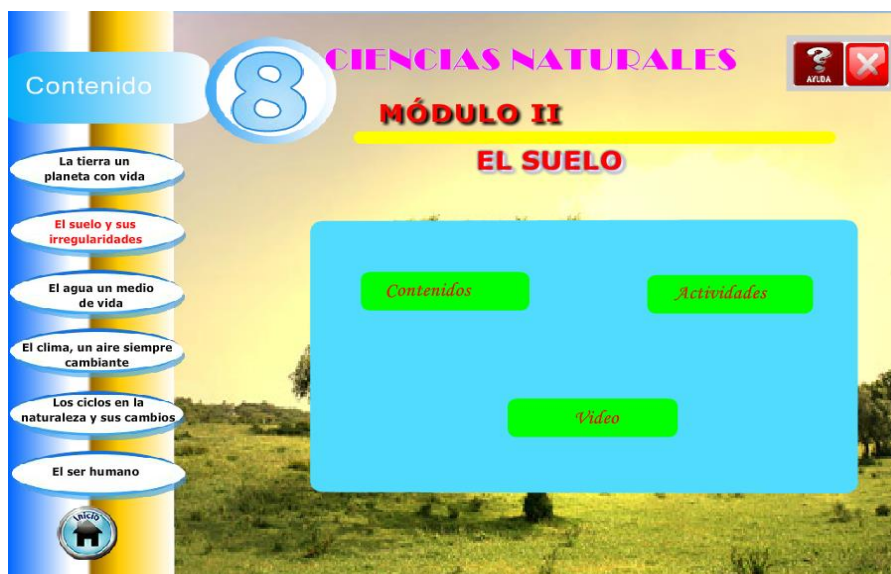 Contenido
8
CIENCIAS NATURALES
AYUDA
MÓDULO II
EL SUELO
La tierra un
planeta con vida
El suelo y sus
irregularidades
El agua un medio
de vida
El clima, un aire siempre
cambiante
Los ciclos en la
naturaleza y sus cambios
El ser humano
Inicio
Contenidos
Actividades
Video